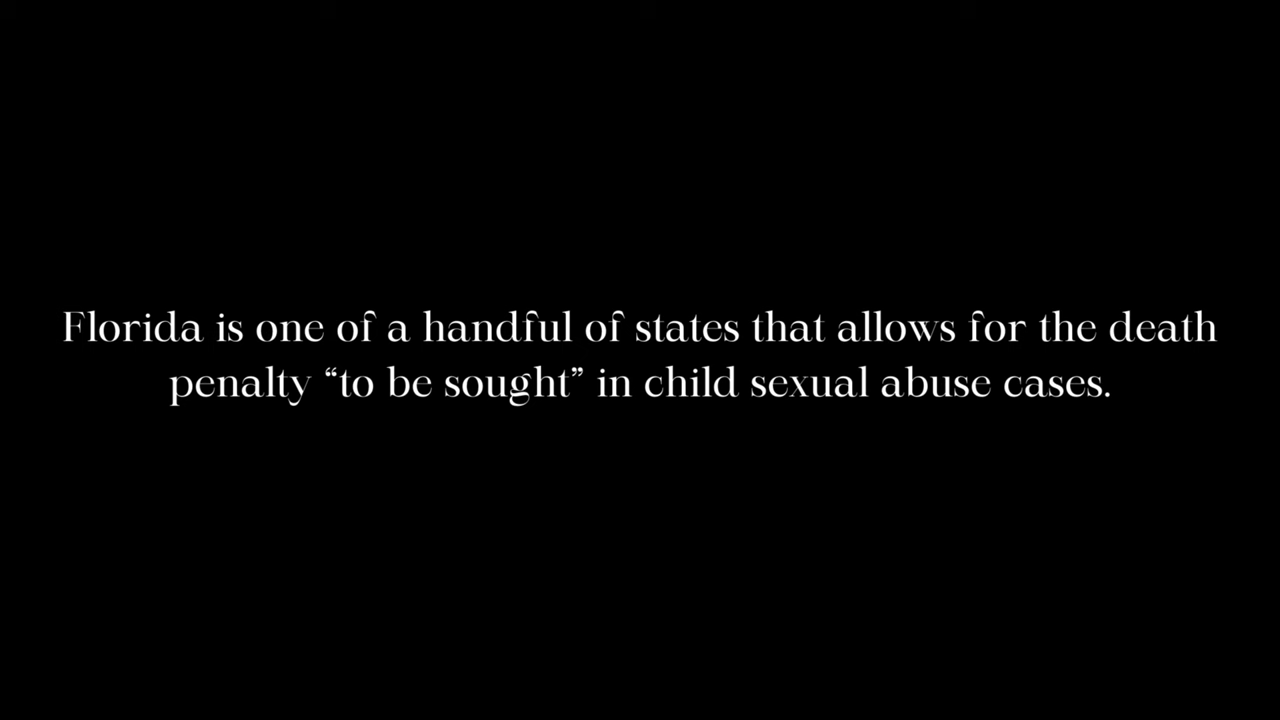 Florida is one of a handful of states that allows for the death
penalty “to be sought” in child sexual abuse cases.